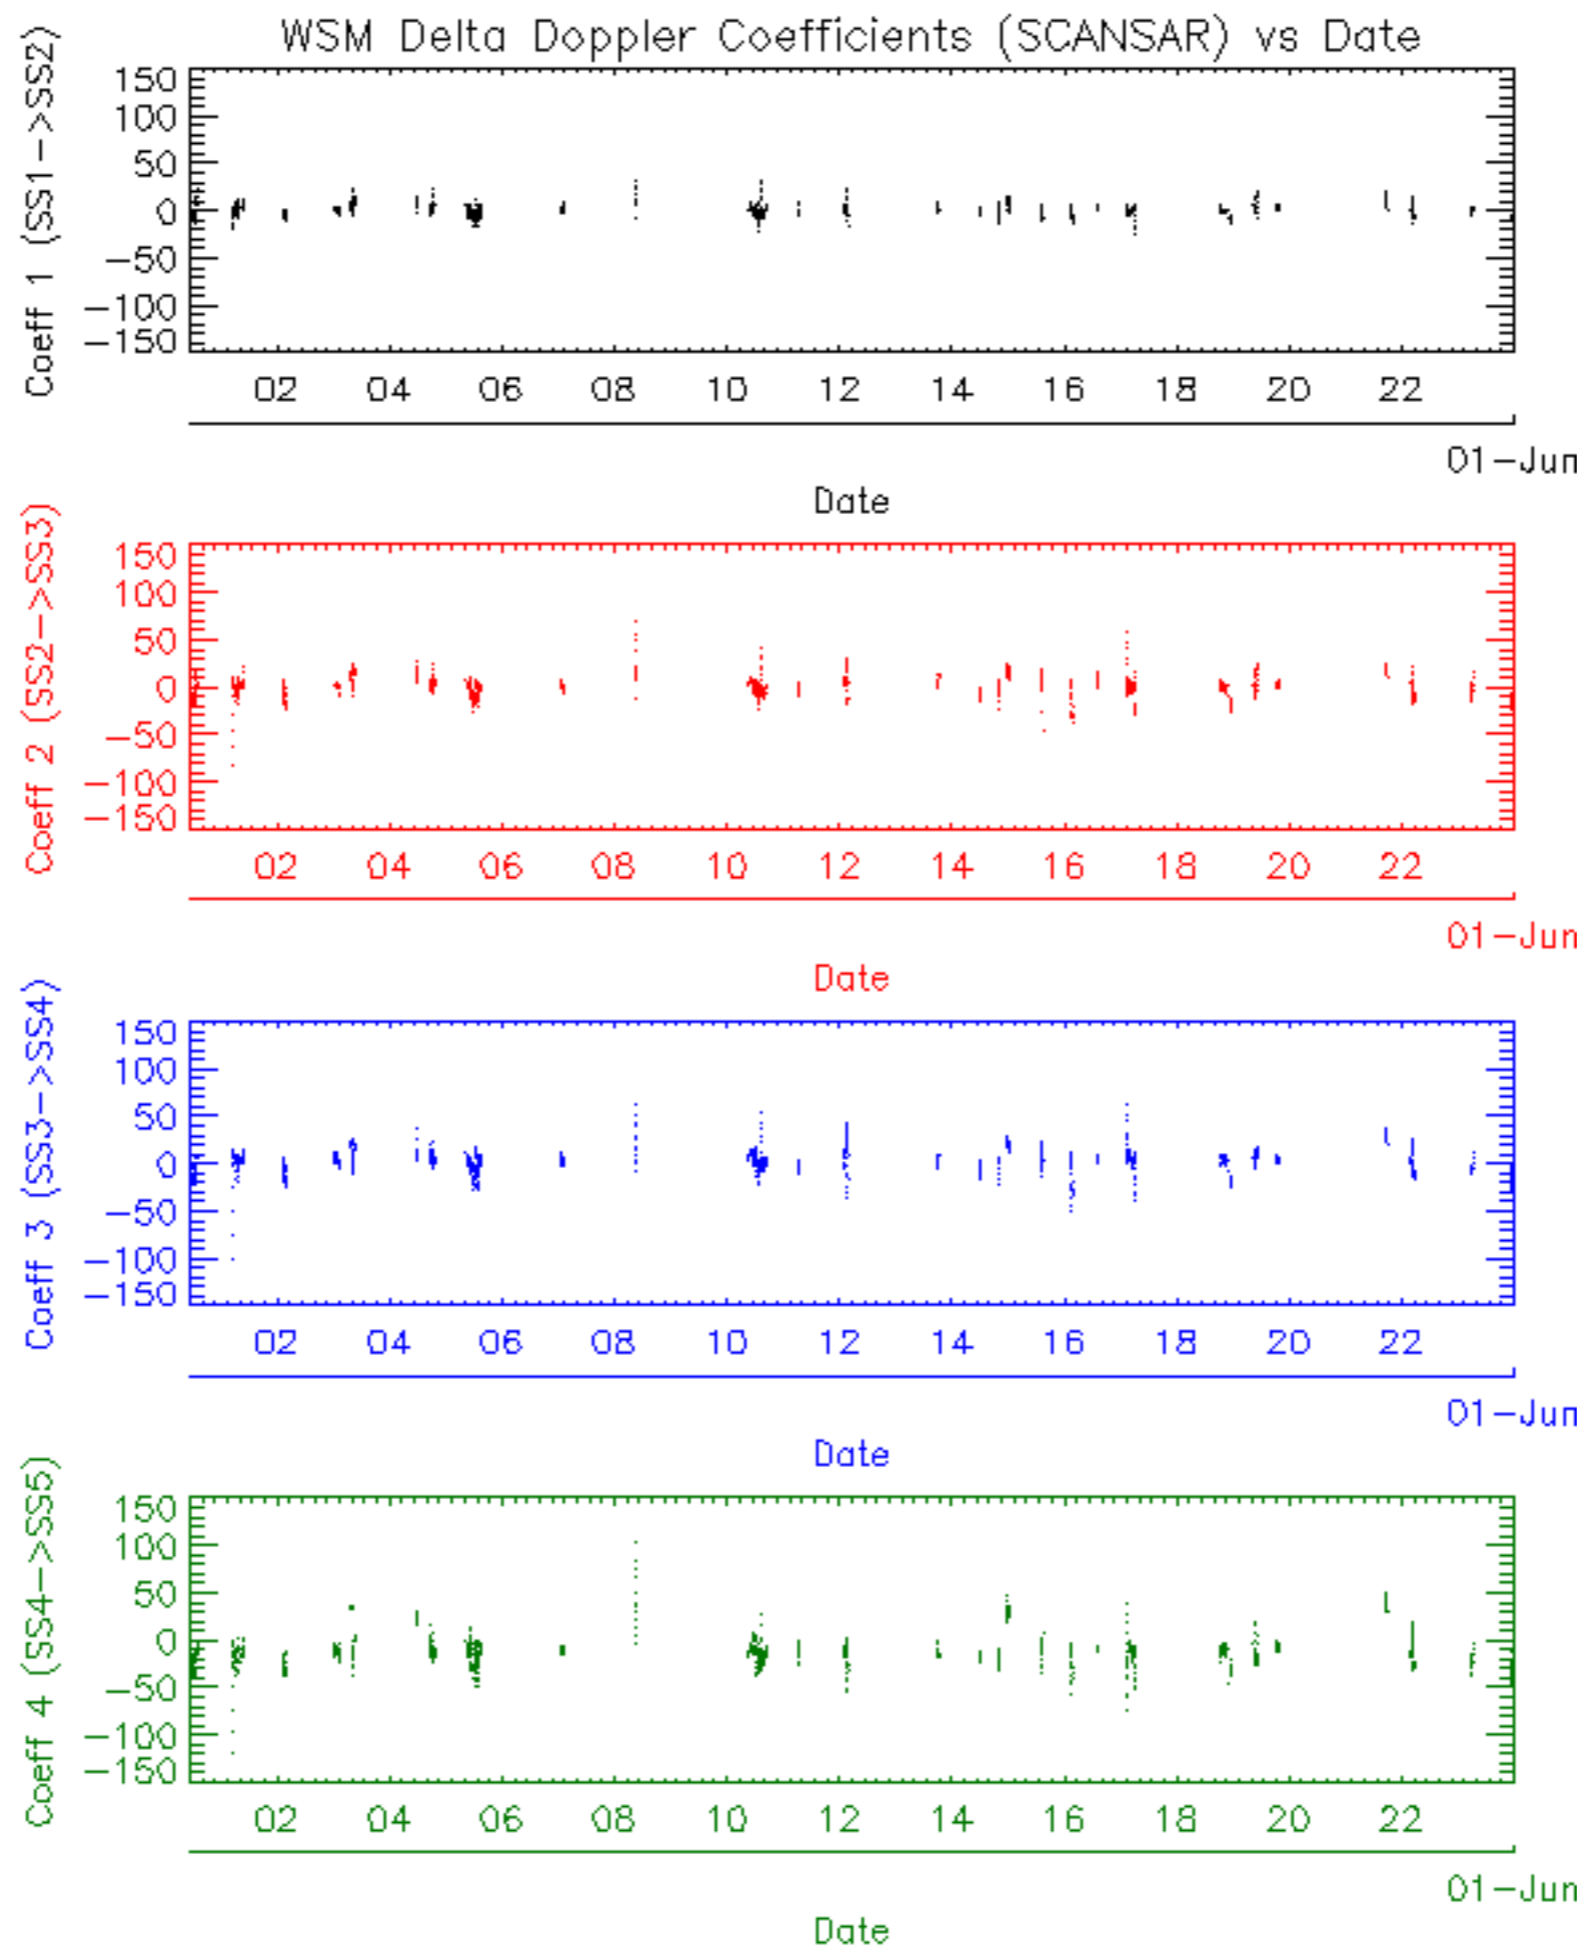 WSM Delta Doppler Coefficients (SCANSAR) vs Date
Coeff 1 (SS1->SS2)
150
100
50
0
-50
-100
-150
02 04 06 08 10 12 14 16 18 20 22
01-Jun
Date
Coeff 2 (SS2->SS3)
150
100
50
0
-50
-100
-150
02 04 06 08 10 12 14 16 18 20 22
01-Jun
Date
Coeff 3 (SS3->SS4)
150
100
50
0
-50
-100
-150
02 04 06 08 10 12 14 16 18 20 22
01-Jun
Date
Coeff 4 (SS4->SS5)
150
100
50
0
-50
-100
-150
02 04 06 08 10 12 14 16 18 20 22
01-Jun
Date